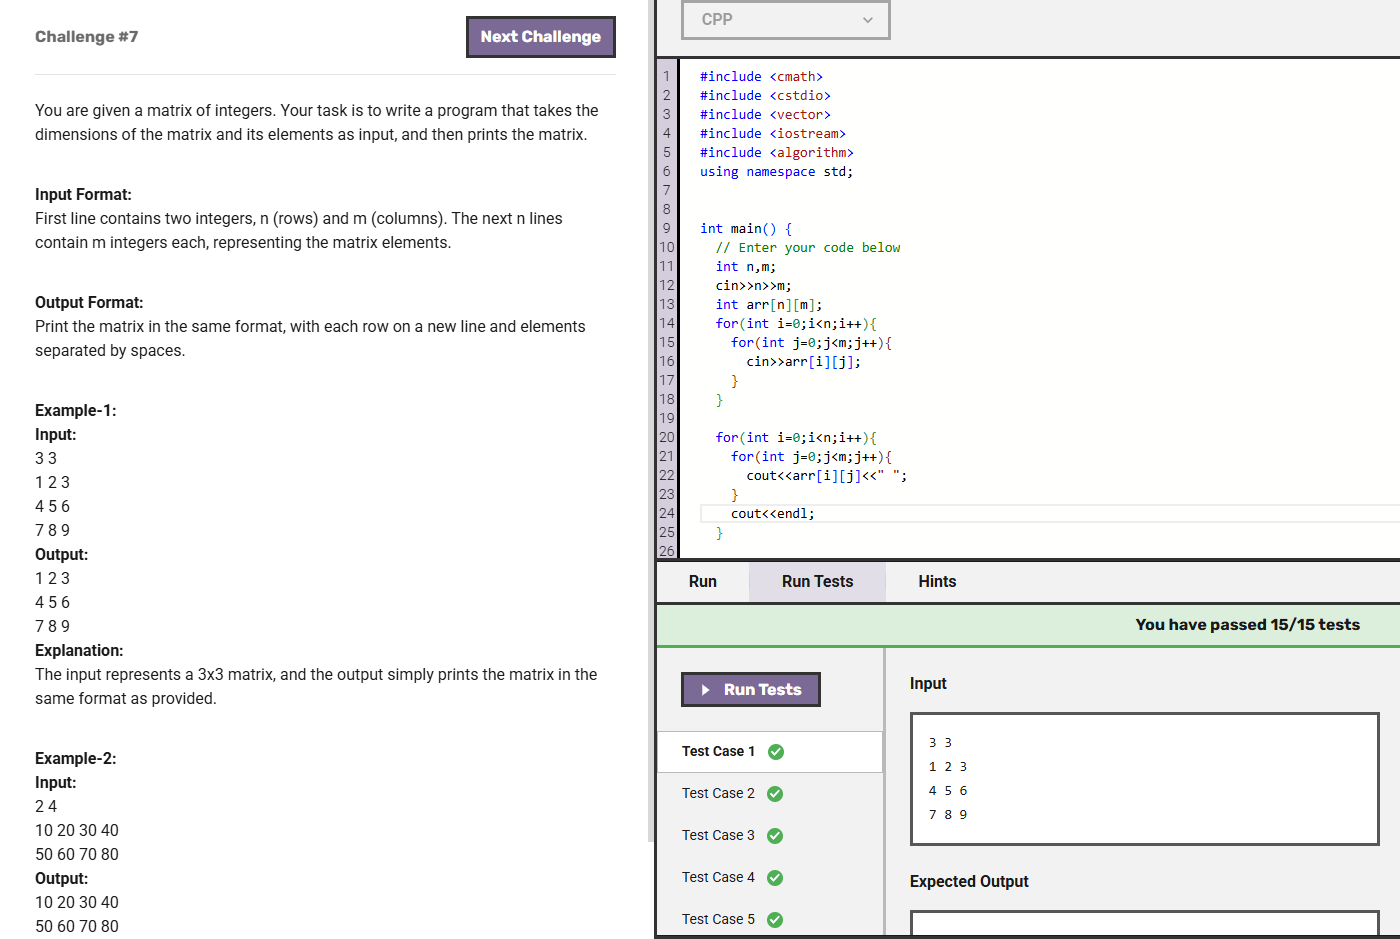 Challenge #7
Next Challenge
You are given a matrix of integers. Your task is to write a program that takes the
dimensions of the matrix and its elements as input, and then prints the matrix.
Input Format:
First line contains two integers, n (rows) and m (columns). The next n lines
contain m integers each, representing the matrix elements.
Output Format:
Print the matrix in the same format, with each row on a new line and elements
separated by spaces.
Example-1:
Input:
3 3
1 2 3
4 5 6
7 8 9
Output:
1 2 3
4 5 6
7 8 9
Explanation:
The input represents a 3x3 matrix, and the output simply prints the matrix in the
same format as provided.
Example-2:
Input:
2 4
10 20 30 40
50 60 70 80
Output:
10 20 30 40
50 60 70 80
CPP
1 #include <cmath>
2 #include <cstdio>
3 #include <vector>
4 #include <iostream>
5 #include <algorithm>
6 using namespace std;
7
8
9 int main() {
10 // Enter your code below
11 int n,m;
12 cin>>n>>m;
13 int arr[n][m];
14 for(int i=0;i<n;i++){
15 for(int j=0;j<m;j++){
16 cin>>arr[i][j];
17 }
18 }
19
20 for(int i=0;i<n;i++){
21 for(int j=0;j<m;j++){
22 cout<<arr[i][j]<<" ";
23 }
24 cout<<endl;
25 }
26
Run
Run Tests
Hints
You have passed 15/15 tests
Run Tests
Test Case 1
Test Case 2
Test Case 3
Test Case 4
Test Case 5
Input
3 3
1 2 3
4 5 6
7 8 9
Expected Output